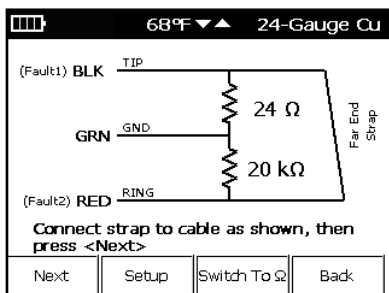 68°F ▼▲ 24-Gauge Cu
(Fault1) BLK TIP
24 Ω
GRN GND
Far End Strap
20 kΩ
(Fault2) RED RING
Connect strap to cable as shown, then
press <Next>
Next Setup Switch To Ω Back